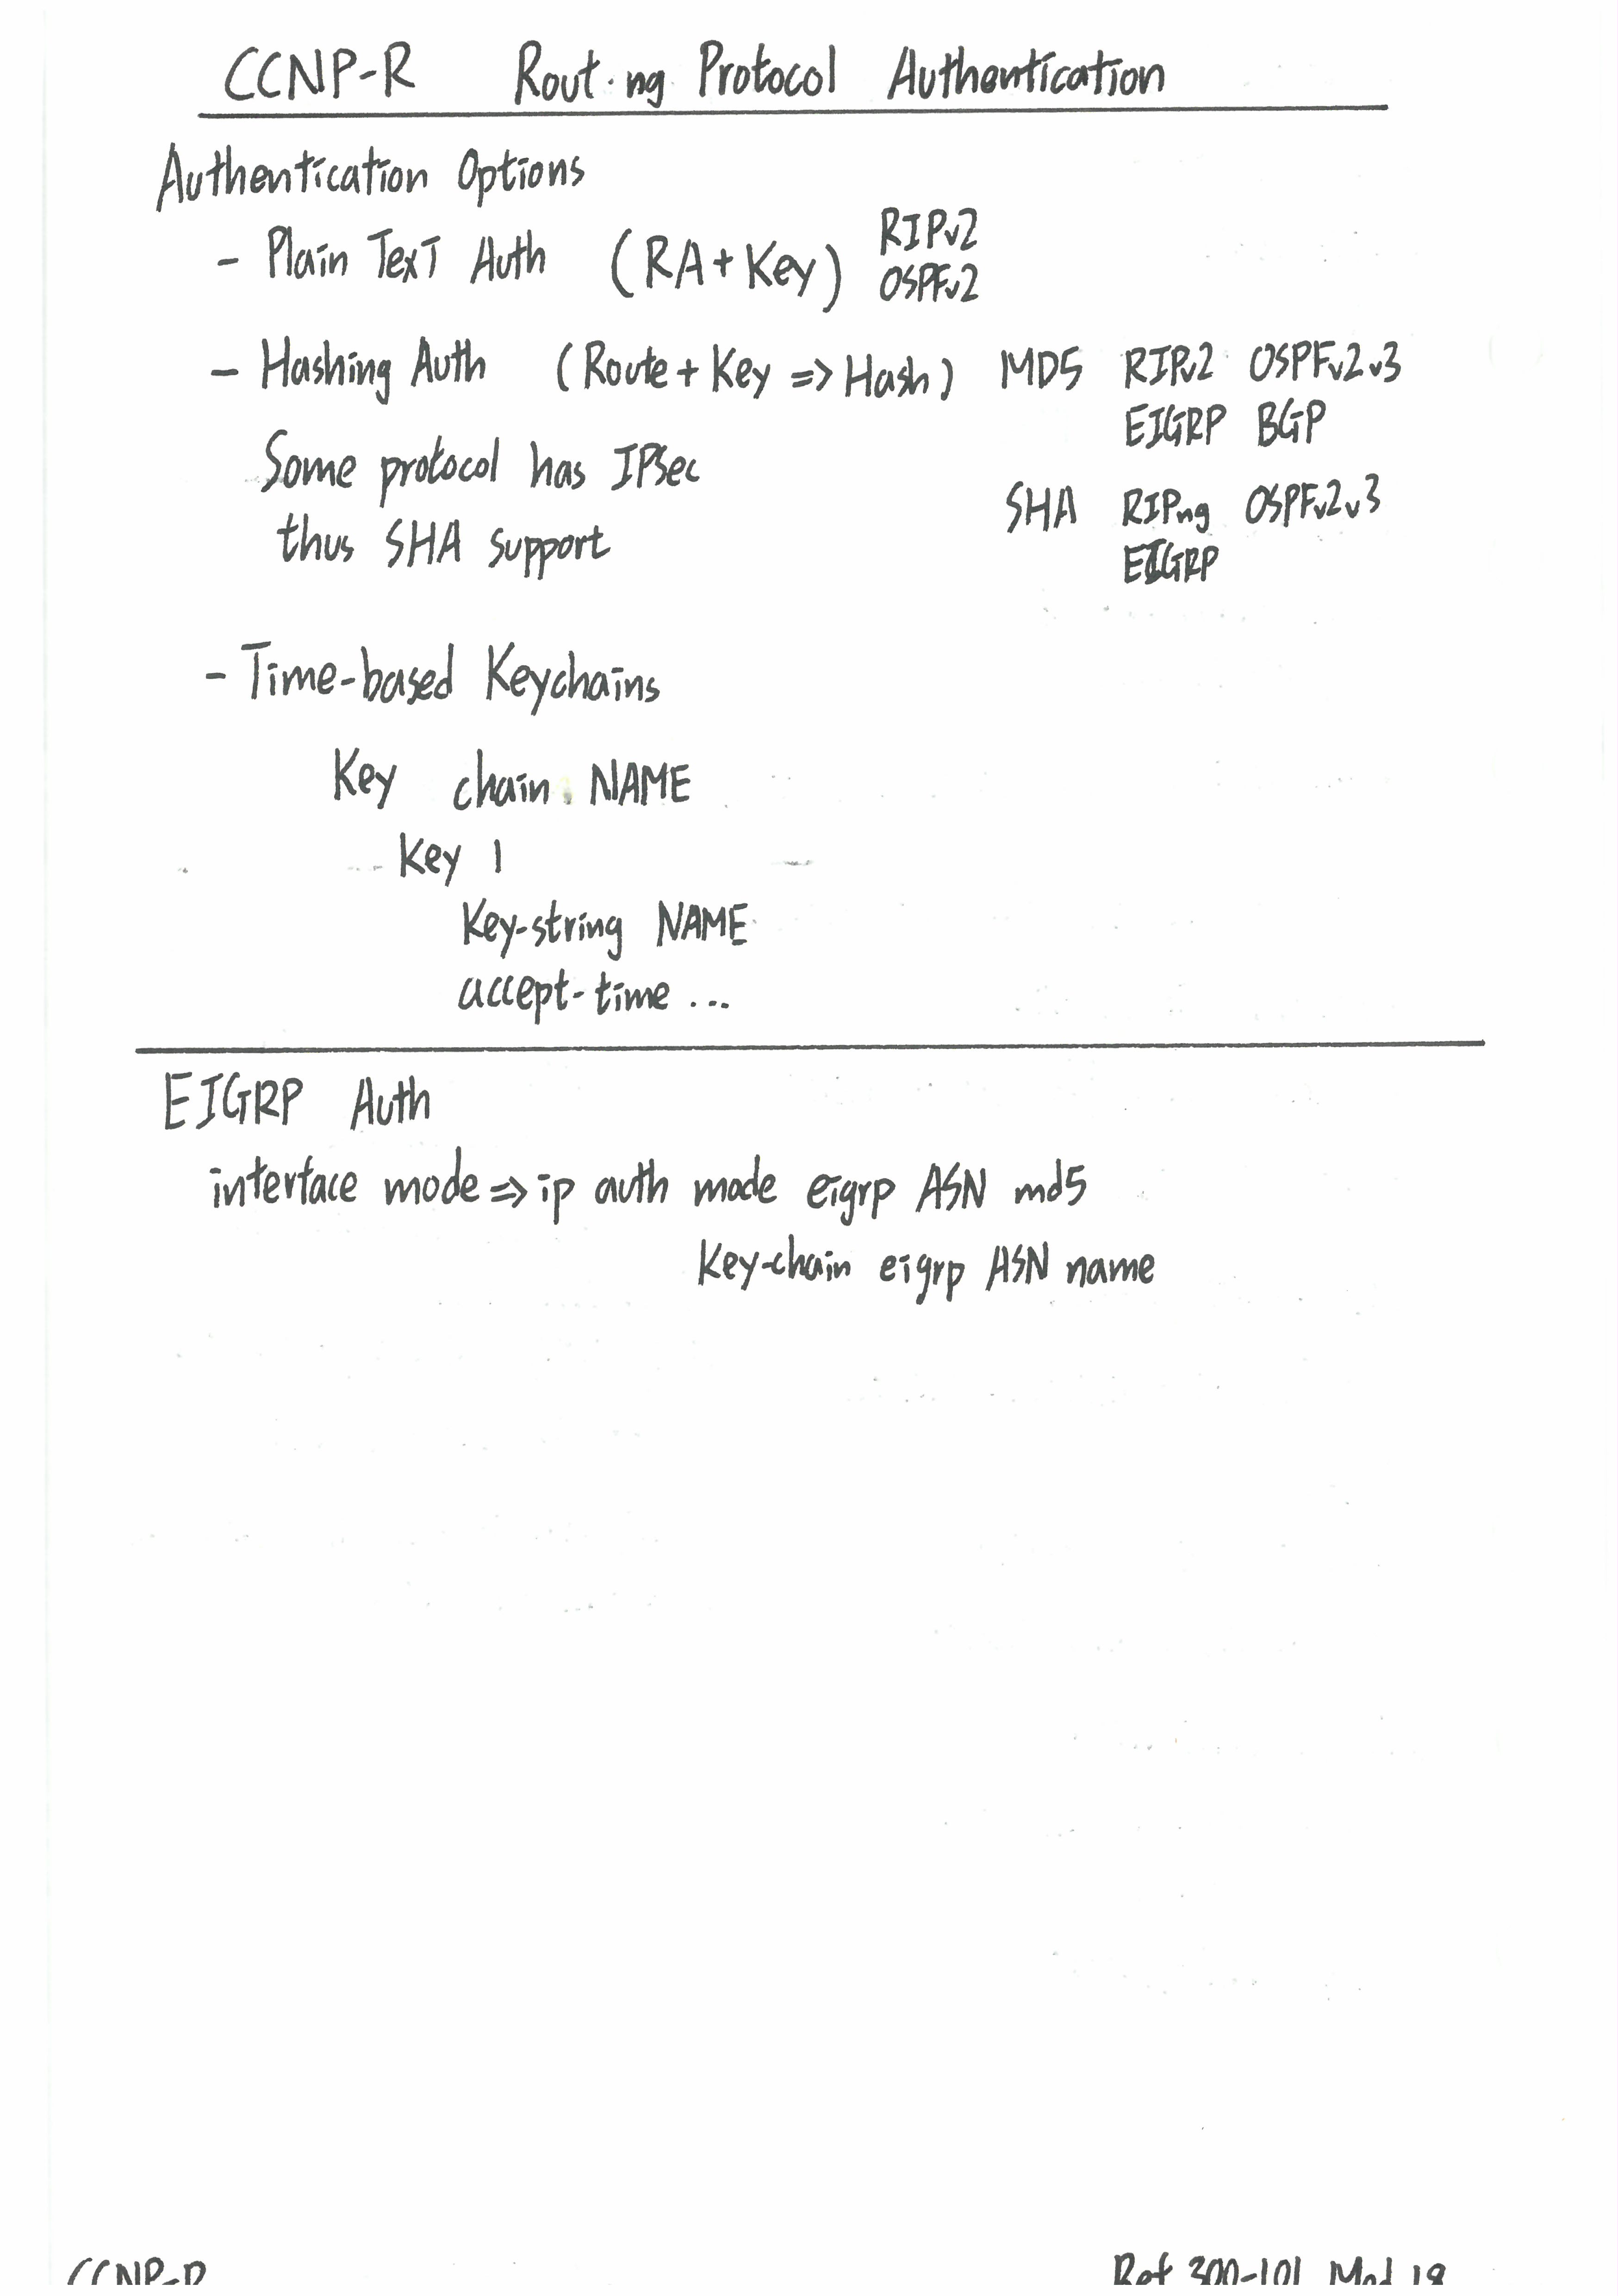 CCNP-R Routing Protocol Authentication
Authentication Options
- Plain Text Auth (RA+Key) RIPv2
OSPFv2
- Hashing Auth (Route+Key => Hash) MD5 RIPv2 OSPFv2v3
EIGRP BGP
Some protocol has IPSec
thus SHA support
SHA RIPng OSPFv2v3
EIGRP
- Time-based Keychains
Key chain NAME
Key 1
Key-string NAME
accept-time ...
EIGRP Auth
interface mode => ip auth mode eigrp ASN md5
Key-chain eigrp ASN name
CCNP-R Ref 300-101 Mod